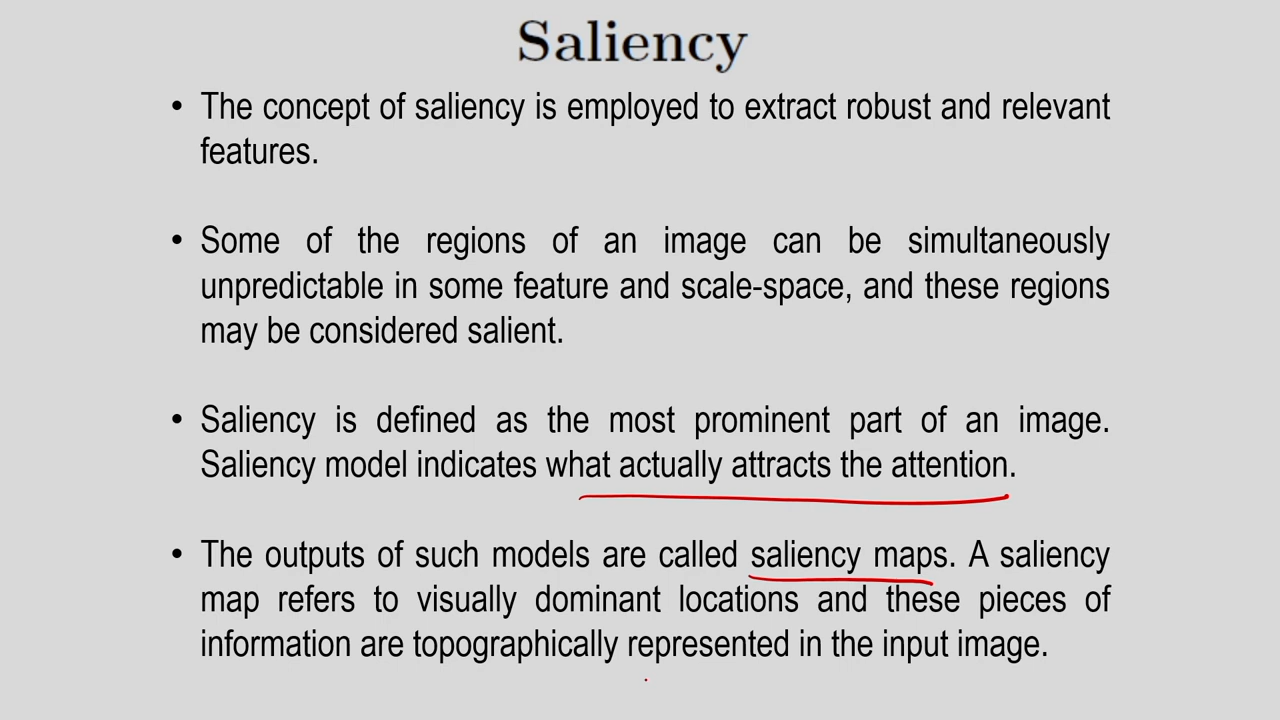 Saliency
• The concept of saliency is employed to extract robust and relevant
features.
• Some of the regions of an image can be simultaneously
unpredictable in some feature and scale-space, and these regions
may be considered salient.
• Saliency is defined as the most prominent part of an image.
Saliency model indicates what actually attracts the attention.
• The outputs of such models are called saliency maps. A saliency
map refers to visually dominant locations and these pieces of
information are topographically represented in the input image.